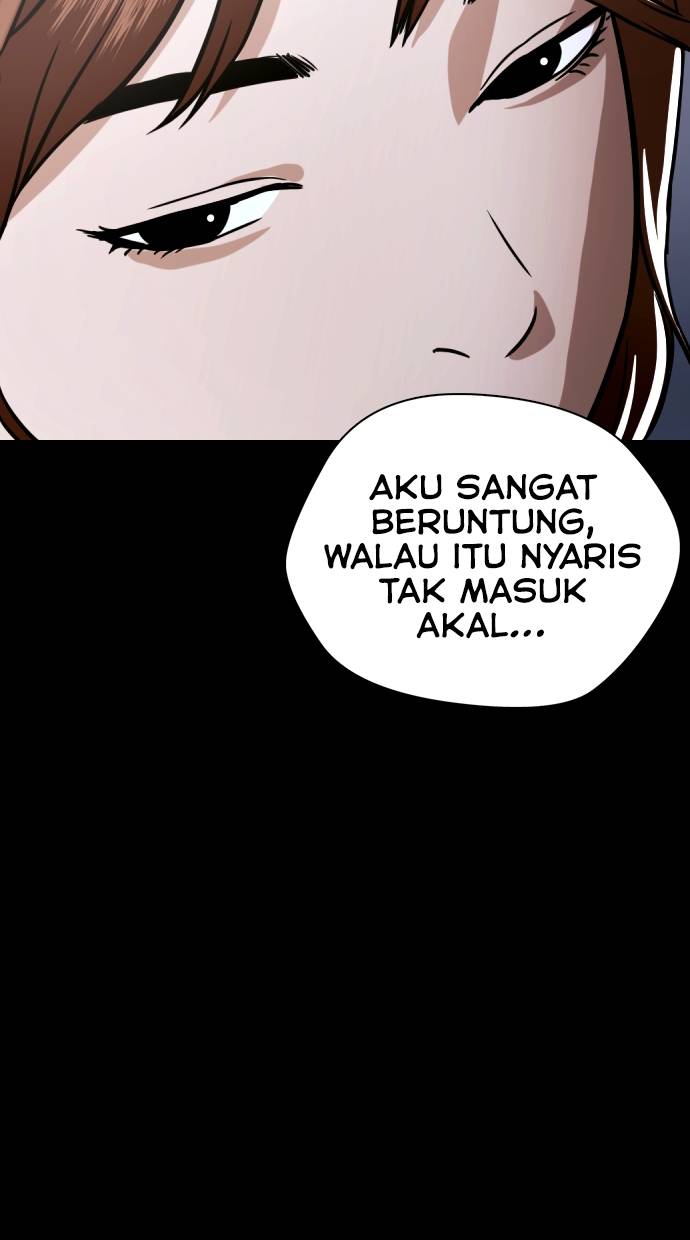 AKU SANGAT
BERUNTUNG,
WALAU ITU NYARIS
TAK MASUK
AKAL...